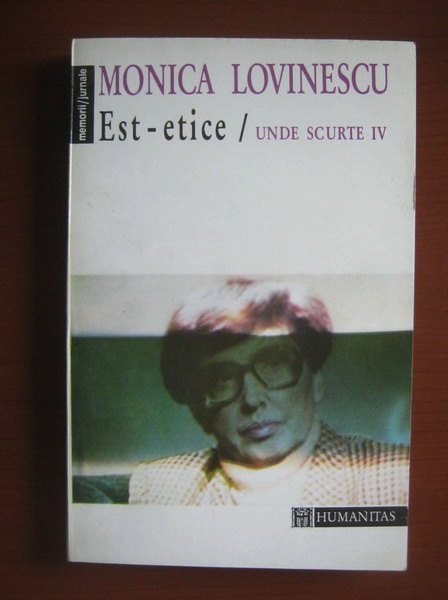 memorii/jurnale
MONICA LOVINESCU
Est-etice / UNDE SCURTE IV
HUMANITAS